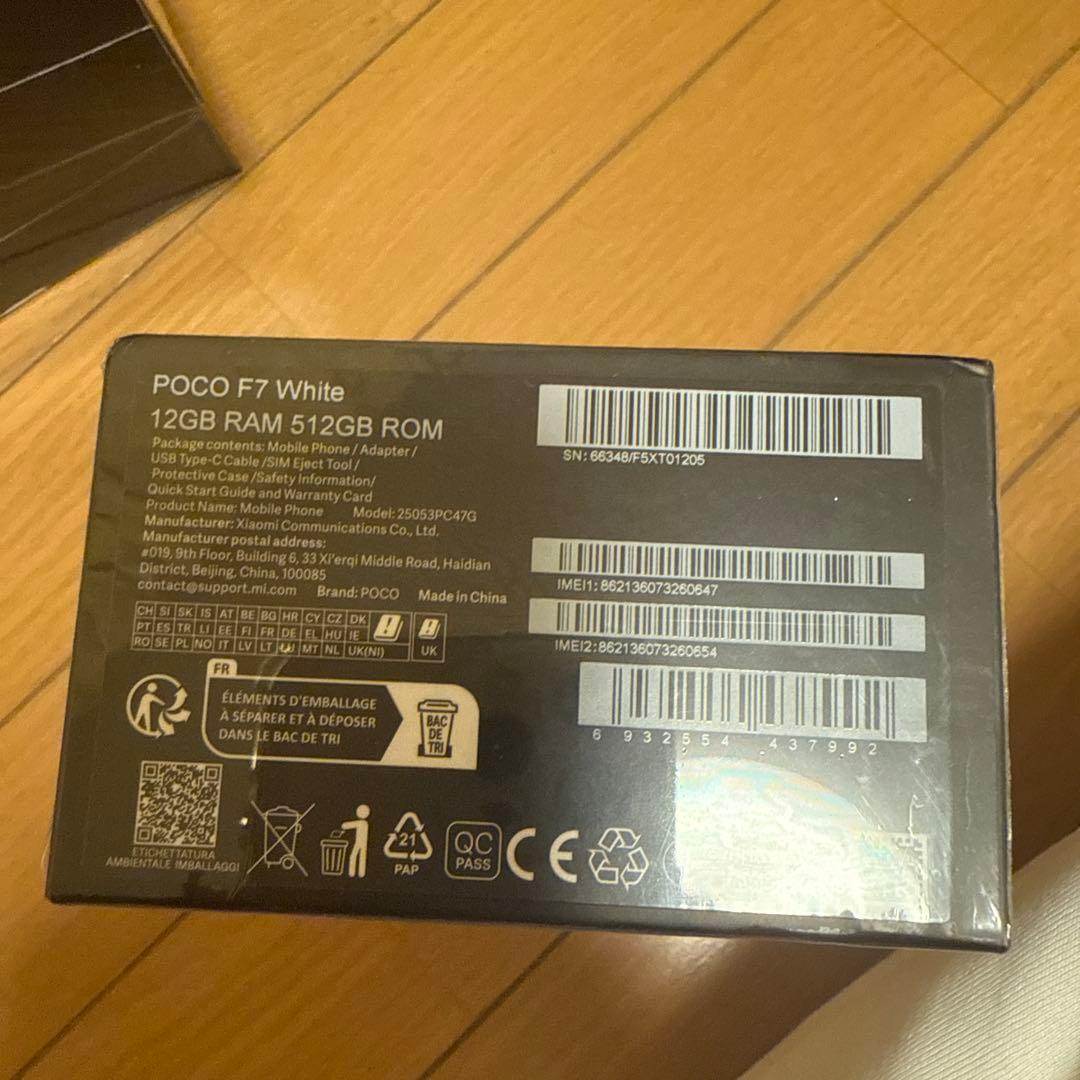 POCO F7 White
12GB RAM 512GB ROM
Package contents: Mobile Phone / Adapter /
USB Type-C Cable /SIM Eject Tool /
Protective Case /Safety Information/
Quick Start Guide and Warranty Card
Product Name: Mobile Phone Model: 25053PC47G
Manufacturer: Xiaomi Communications Co., Ltd.
Manufacturer postal address:
#019, 9th Floor, Building 6, 33 Xi'erqi Middle Road, Haidian
District, Beijing, China, 100085
contact@support.mi.com Brand: POCO Made in China
CH SI SK IS AT BE BG HR CY CZ DK
PT ES TR LI EE FI FR DE EL HU IE
RO SE PL NO IT LV LT LU MT NL UK(NI)
UK
FR
ÉLÉMENTS D'EMBALLAGE
À SÉPARER ET À DÉPOSER
DANS LE BAC DE TRI
BAC
DE
TRI
ETICHETTATURA
AMBIENTALE IMBALLAGGI
21
PAP
QC
PASS
CE
SN: 66348/F5XT01205
IMEI1: 862136073260647
IMEI2:862136073260654
6 932554 437992